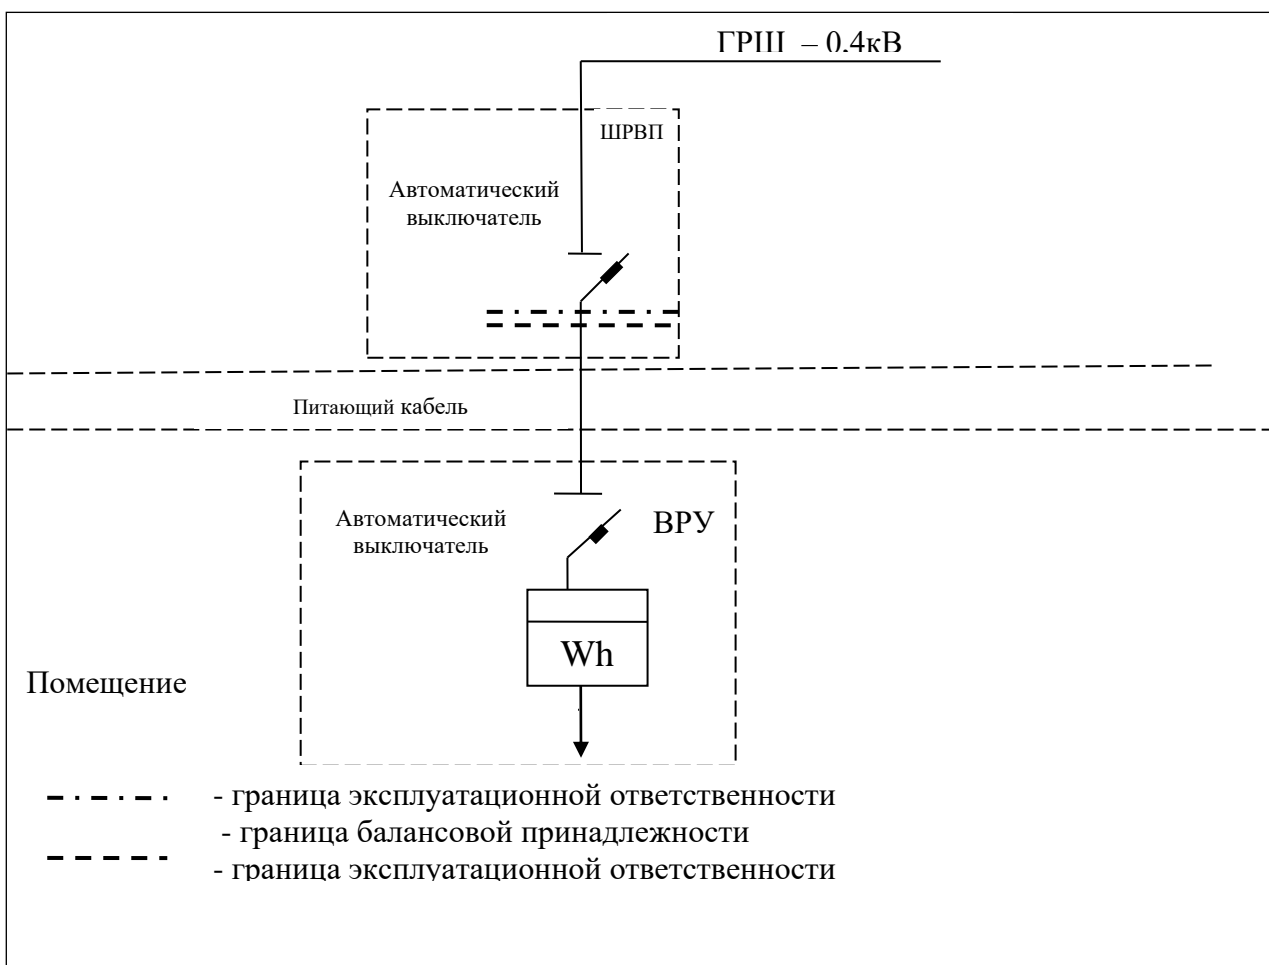 ГРЩ – 0,4кВ
ШРВП
Автоматический
выключатель
Питающий кабель
Автоматический
выключатель
ВРУ
Wh
Помещение
- граница эксплуатационной ответственности
- граница балансовой принадлежности
- граница эксплуатационной ответственности